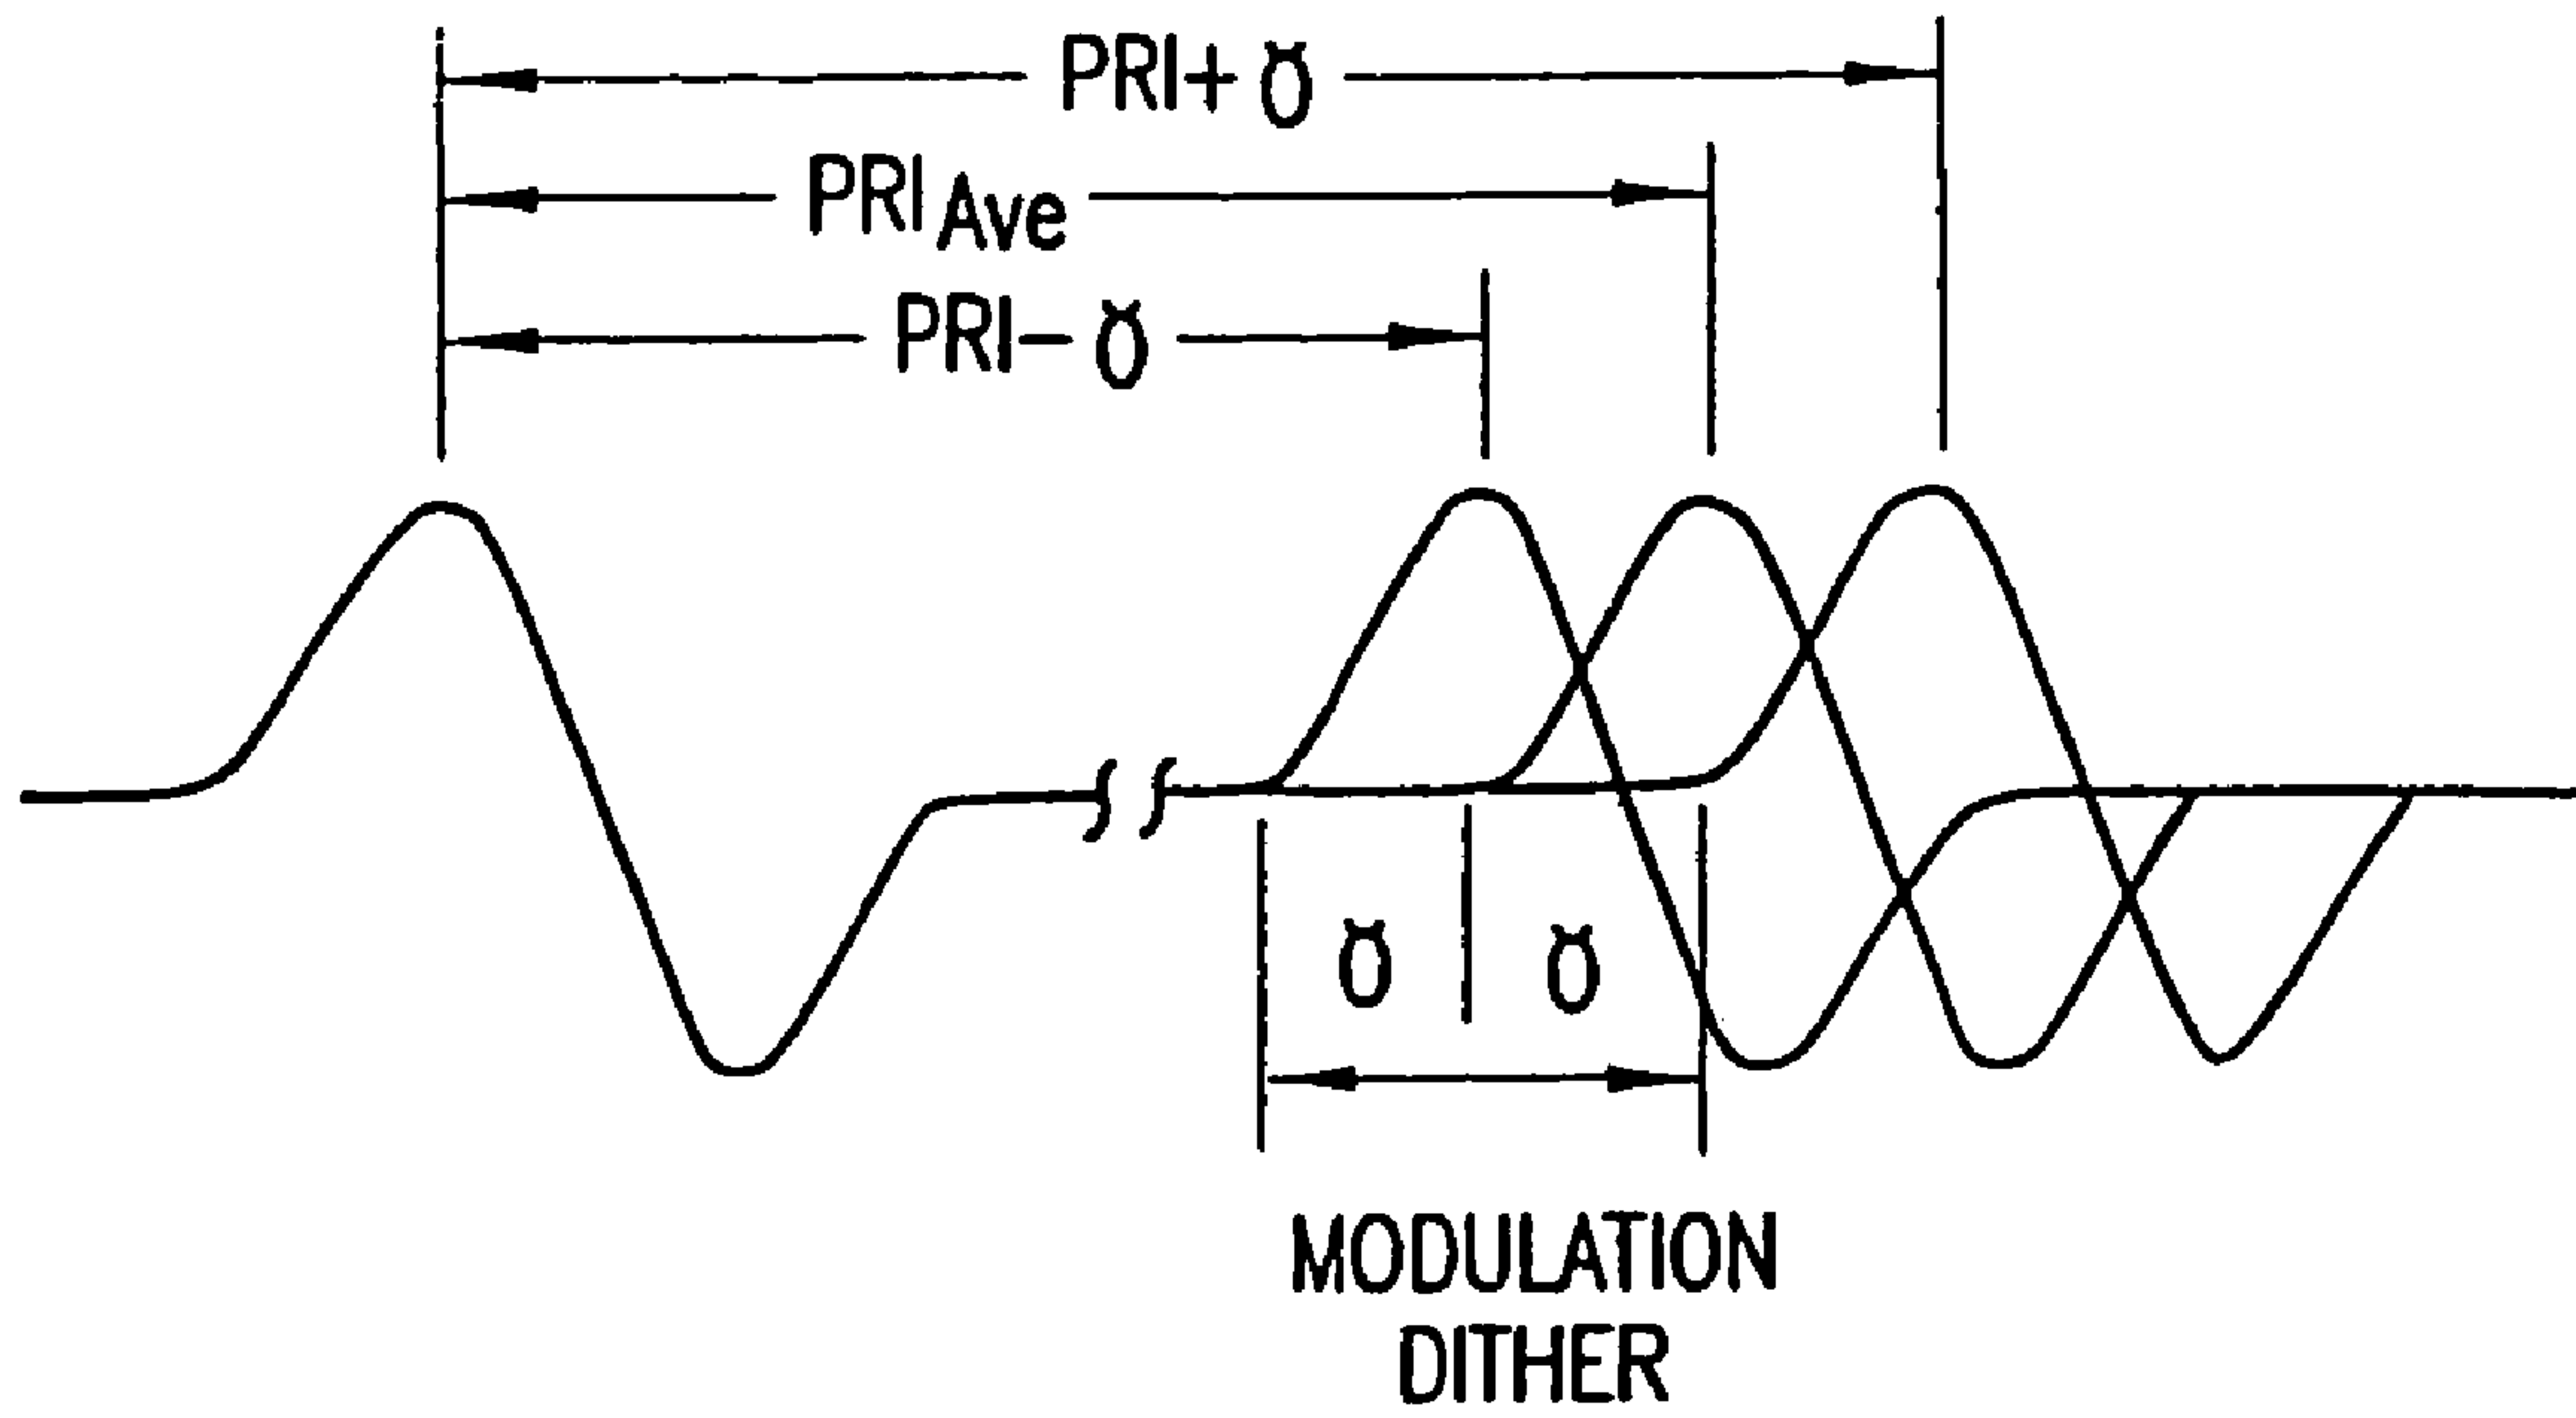 PRI+ ŏ
PRI Ave
PRI- ŏ
ŏ ŏ
MODULATION
DITHER